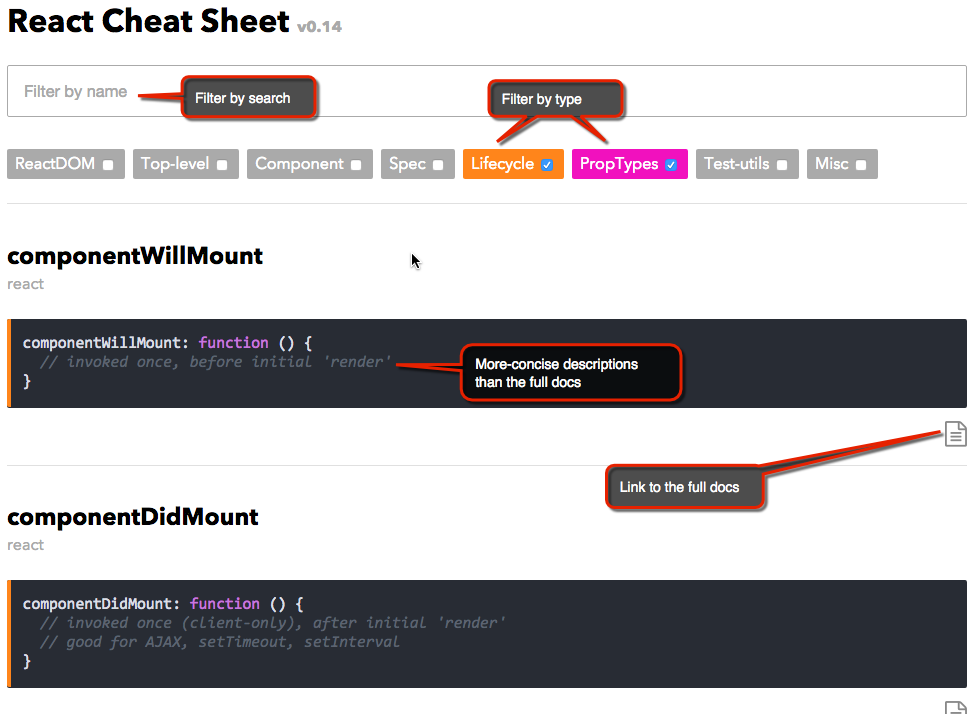 React Cheat Sheet v0.14
Filter by name
Filter by search
Filter by type
ReactDOM Top-level Component Spec Lifecycle PropTypes Test-utils Misc
componentWillMount
react
componentWillMount: function () {
// invoked once, before initial 'render'
}
More-concise descriptions
than the full docs
Link to the full docs
componentDidMount
react
componentDidMount: function () {
// invoked once (client-only), after initial 'render'
// good for AJAX, setTimeout, setInterval
}